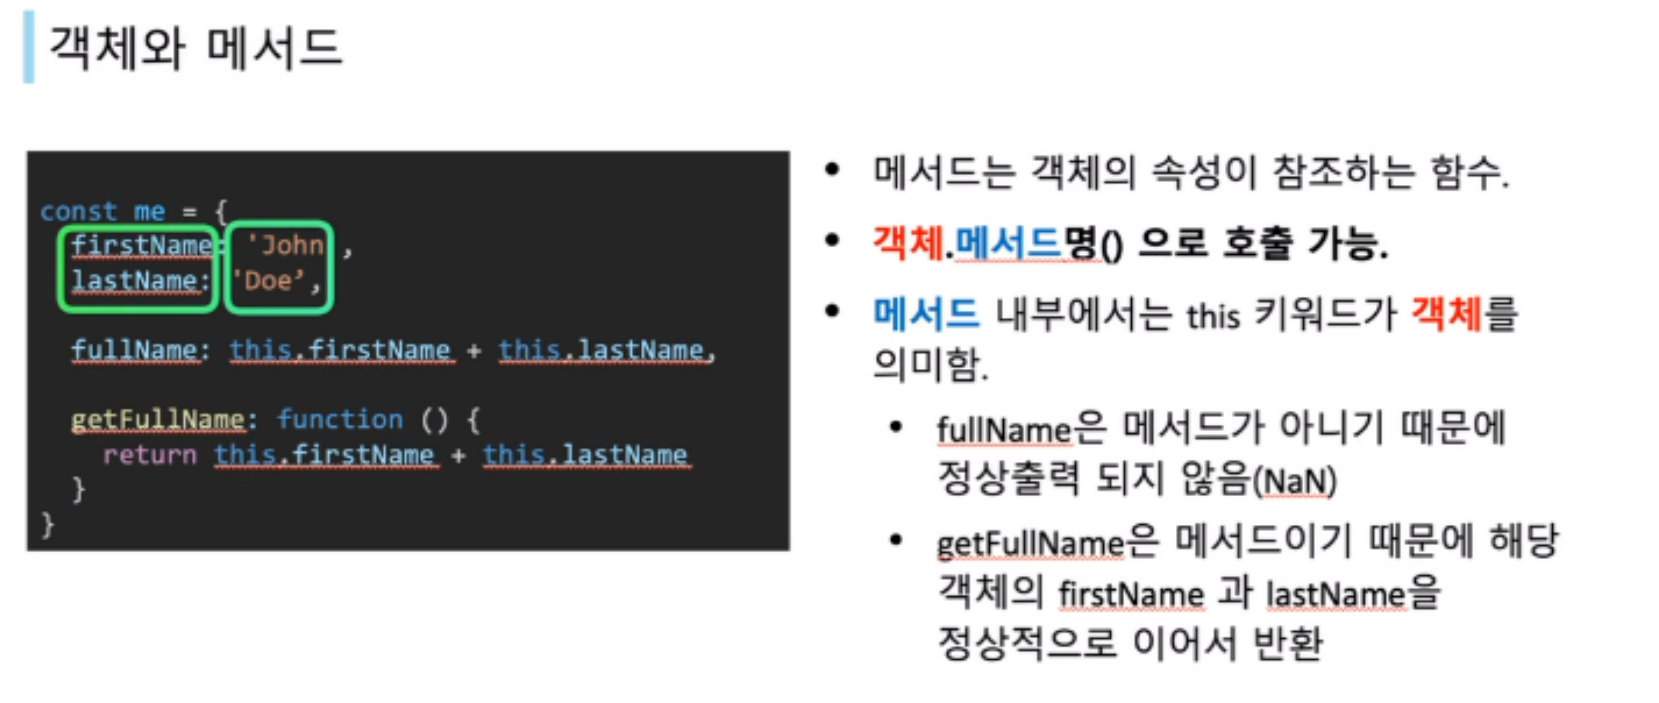 객체와 메서드
const me = {
firstName: 'John ,
lastName: 'Doe’,
fullName: this.firstName + this.lastName,
getFullName: function () {
return this.firstName + this.lastName
}
}
• 메서드는 객체의 속성이 참조하는 함수.
• 객체.메서드명() 으로 호출 가능.
• 메서드 내부에서는 this 키워드가 객체를
의미함.
• fullName은 메서드가 아니기 때문에
정상출력 되지 않음(NaN)
• getFullName은 메서드이기 때문에 해당
객체의 firstName 과 lastName을
정상적으로 이어서 반환